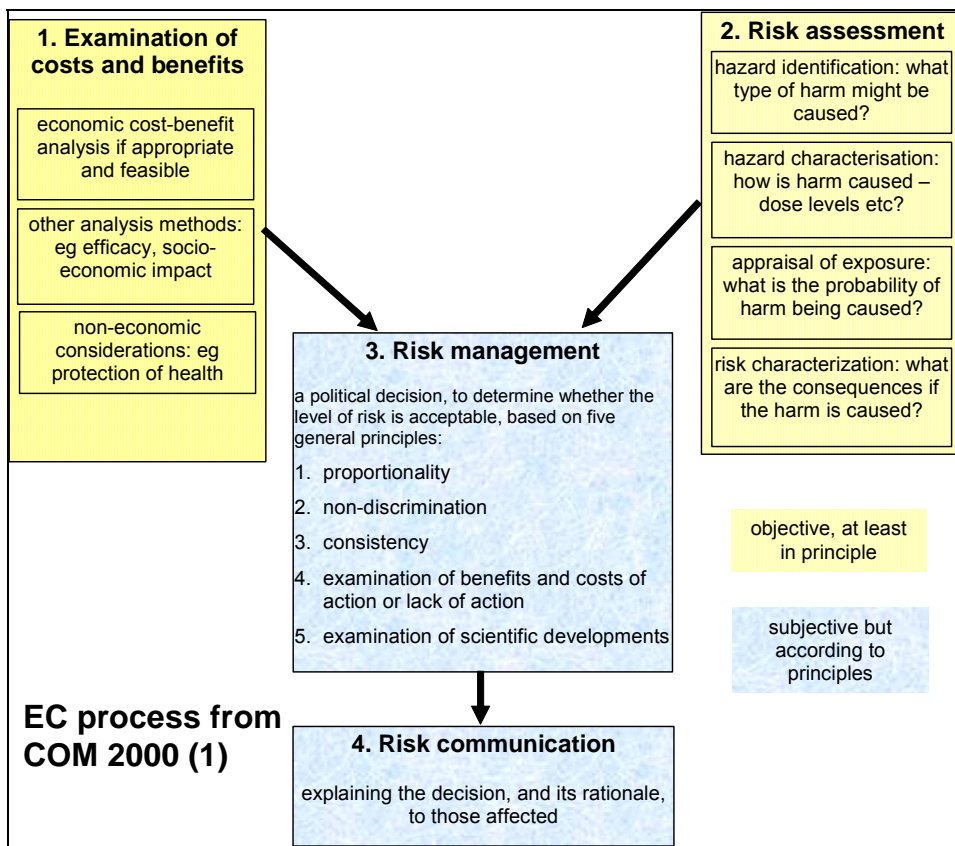 1. Examination of
costs and benefits
economic cost-benefit
analysis if appropriate
and feasible
other analysis methods:
eg efficacy, socio-
economic impact
non-economic
considerations: eg
protection of health
2. Risk assessment
hazard identification: what
type of harm might be
caused?
hazard characterisation:
how is harm caused –
dose levels etc?
appraisal of exposure:
what is the probability of
harm being caused?
risk characterization: what
are the consequences if
the harm is caused?
3. Risk management
a political decision, to determine whether the
level of risk is acceptable, based on five
general principles:
1. proportionality
2. non-discrimination
3. consistency
4. examination of benefits and costs of
action or lack of action
5. examination of scientific developments
objective, at least
in principle
subjective but
according to
principles
EC process from
COM 2000 (1)
4. Risk communication
explaining the decision, and its rationale,
to those affected